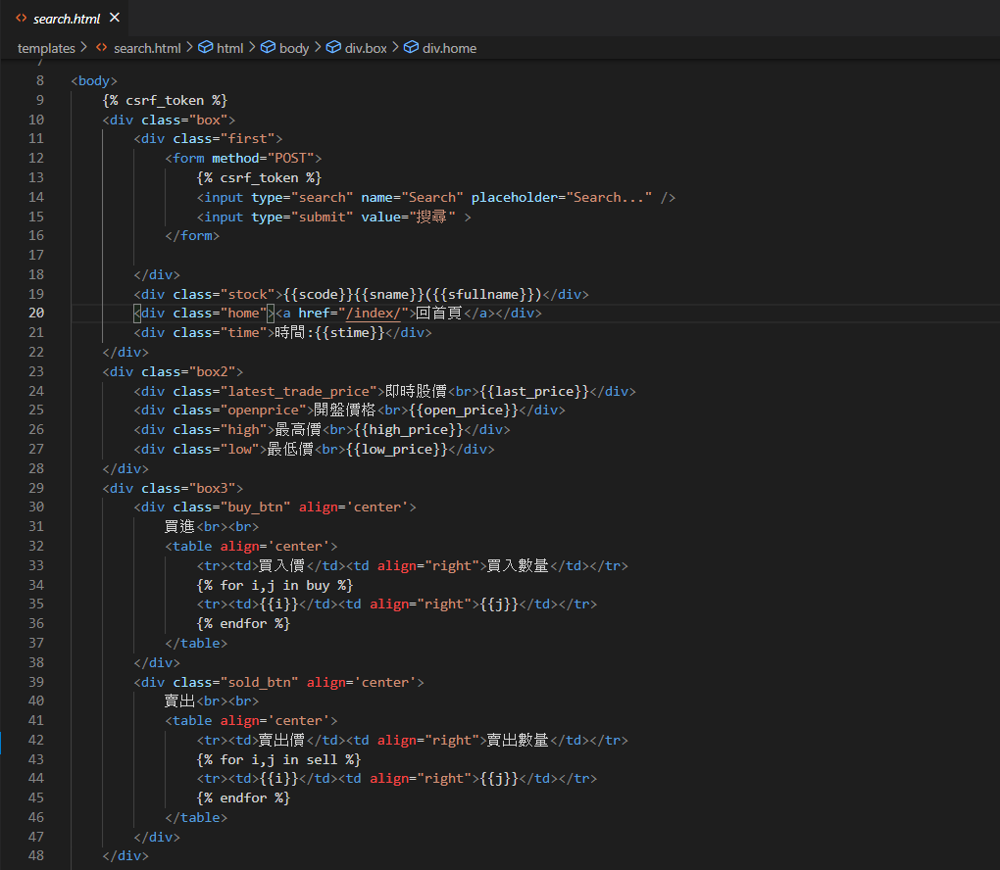 search.html
templates > search.html > html > body > div.box > div.home
7
8 <body>
9 {% csrf_token %}
10 <div class="box">
11 <div class="first">
12 <form method="POST">
13 {% csrf_token %}
14 <input type="search" name="Search" placeholder="Search..." />
15 <input type="submit" value="搜尋" >
16 </form>
17
18 </div>
19 <div class="stock">{{scode}}{{sname}}({{sfullname}})</div>
20 <div class="home"><a href="/index/">回首頁</a></div>
21 <div class="time">時間:{{stime}}</div>
22 </div>
23 <div class="box2">
24 <div class="latest_trade_price">即時股價<br>{{last_price}}</div>
25 <div class="openprice">開盤價格<br>{{open_price}}</div>
26 <div class="high">最高價<br>{{high_price}}</div>
27 <div class="low">最低價<br>{{low_price}}</div>
28 </div>
29 <div class="box3">
30 <div class="buy_btn" align='center'>
31 買進<br><br>
32 <table align='center'>
33 <tr><td>買入價</td><td align="right">買入數量</td></tr>
34 {% for i,j in buy %}
35 <tr><td>{{i}}</td><td align="right">{{j}}</td></tr>
36 {% endfor %}
37 </table>
38 </div>
39 <div class="sold_btn" align='center'>
40 賣出<br><br>
41 <table align='center'>
42 <tr><td>賣出價</td><td align="right">賣出數量</td></tr>
43 {% for i,j in sell %}
44 <tr><td>{{i}}</td><td align="right">{{j}}</td></tr>
45 {% endfor %}
46 </table>
47 </div>
48 </div>